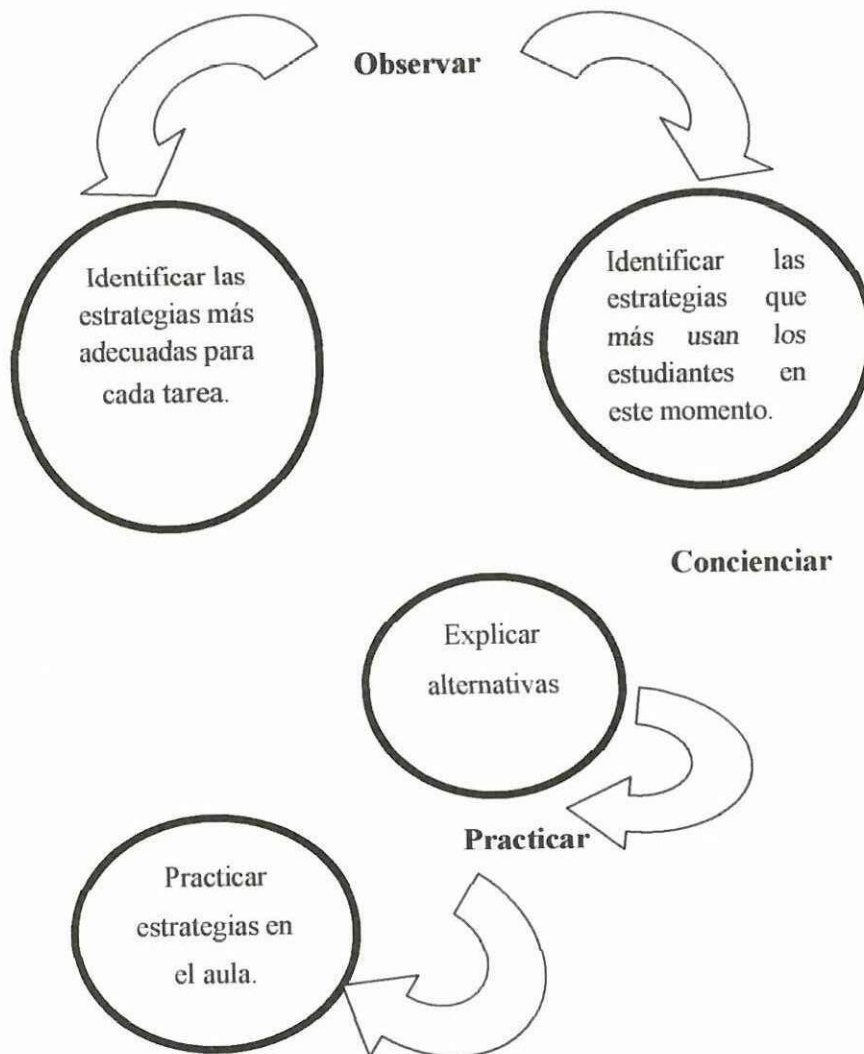 Observar
Identificar las
estrategias más
adecuadas para
cada tarea.
Identificar las
estrategias que
más usan los
estudiantes en
este momento.
Concienciar
Explicar
alternativas
Practicar
Practicar
estrategias en
el aula.